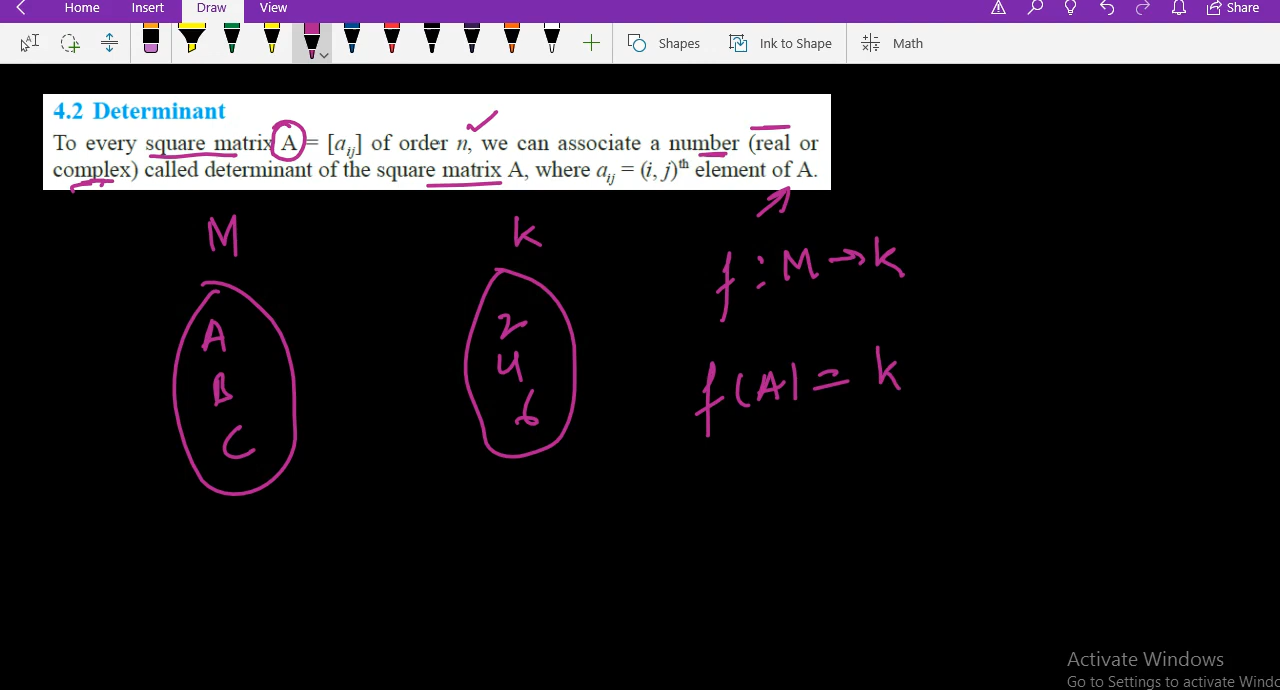 Home Insert Draw View Share
Shapes Ink to Shape Math
4.2 Determinant
To every square matrix A = [aij] of order n, we can associate a number (real or
complex) called determinant of the square matrix A, where aij = (i, j)th element of A.
M k
f : M → k
A 2
B 4
C 6
f(A) = k
Activate Windows
Go to Settings to activate Windo